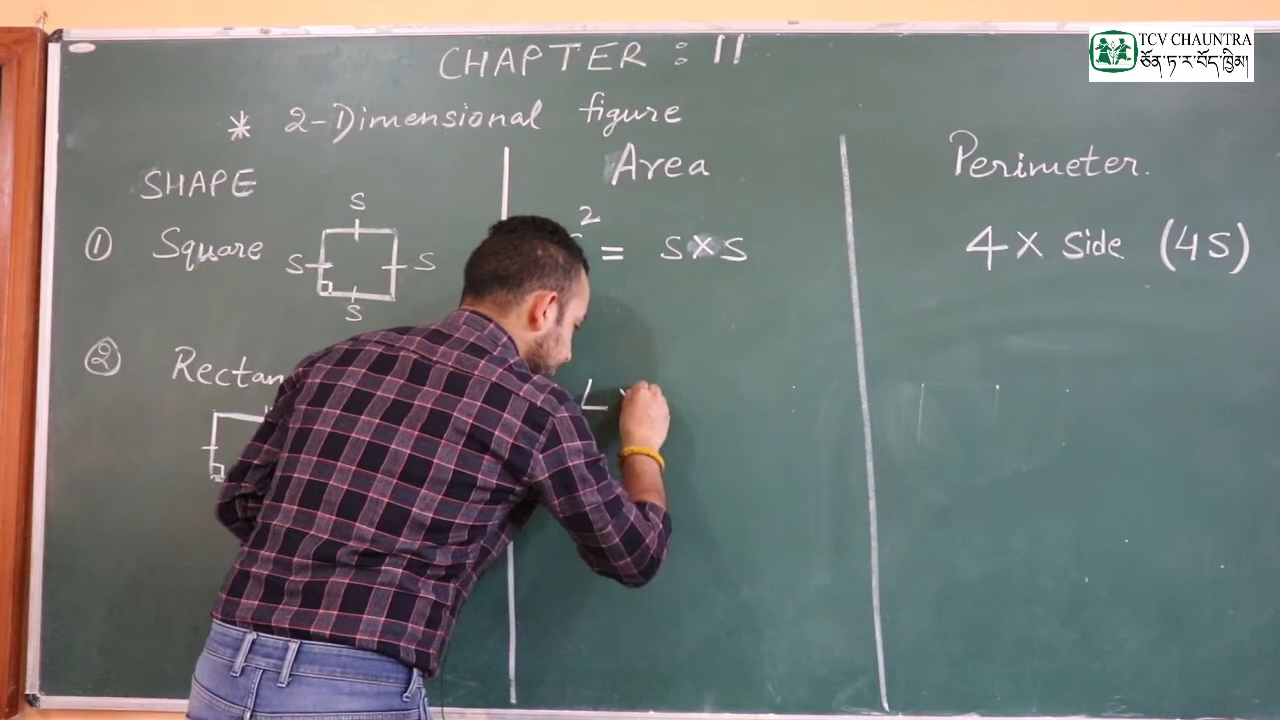 TCV CHAUNTRA
ཅོན་ཏ་ར་བོད་ཁྱིམ།
CHAPTER : 11
* 2-Dimensional figure
SHAPE Area Perimeter.
① Square S S S S 2 = S × S 4 × Side (4S)
② Rectan L